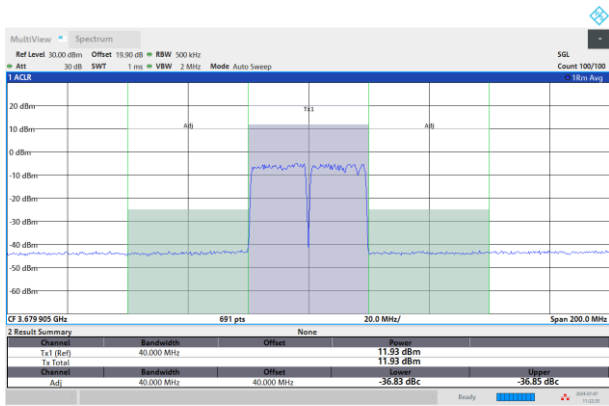 MultiView Spectrum
Ref Level 30.00 dBm Offset 19.90 dB RBW 500 kHz SGL
Att 30 dB SWT 1 ms VBW 2 MHz Mode Auto Sweep Count 100/100
1 ACLR 1Rm Avg
20 dBm
Tx1
10 dBm
Adj Adj
0 dBm
-10 dBm
-20 dBm
-30 dBm
-40 dBm
-50 dBm
-60 dBm
CF 3.679 905 GHz 691 pts 20.0 MHz/ Span 200.0 MHz
2 Result Summary None
Channel Bandwidth Offset Power
Tx1 (Ref) 40.000 MHz 11.93 dBm
Tx Total 11.93 dBm
Channel Bandwidth Offset Lower Upper
Adj 40.000 MHz 40.000 MHz -36.83 dBc -36.85 dBc
Ready